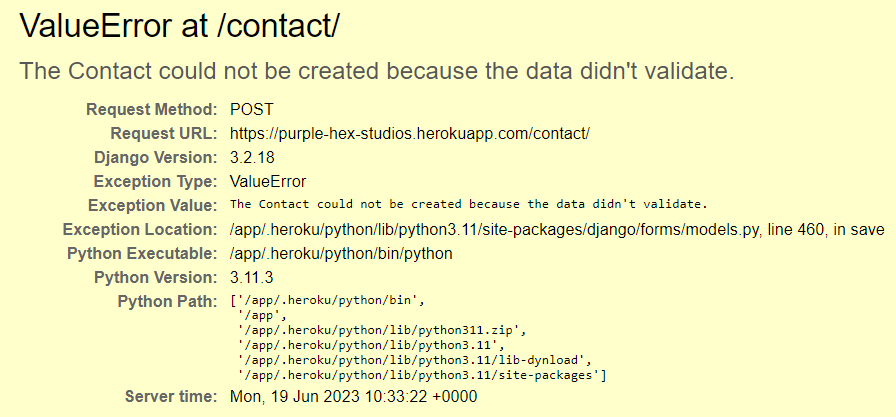 ValueError at /contact/
The Contact could not be created because the data didn't validate.
Request Method: POST
Request URL: https://purple-hex-studios.herokuapp.com/contact/
Django Version: 3.2.18
Exception Type: ValueError
Exception Value: The Contact could not be created because the data didn't validate.
Exception Location: /app/.heroku/python/lib/python3.11/site-packages/django/forms/models.py, line 460, in save
Python Executable: /app/.heroku/python/bin/python
Python Version: 3.11.3
Python Path: ['/app/.heroku/python/bin',
'/app',
'/app/.heroku/python/lib/python311.zip',
'/app/.heroku/python/lib/python3.11',
'/app/.heroku/python/lib/python3.11/lib-dynload',
'/app/.heroku/python/lib/python3.11/site-packages']
Server time: Mon, 19 Jun 2023 10:33:22 +0000